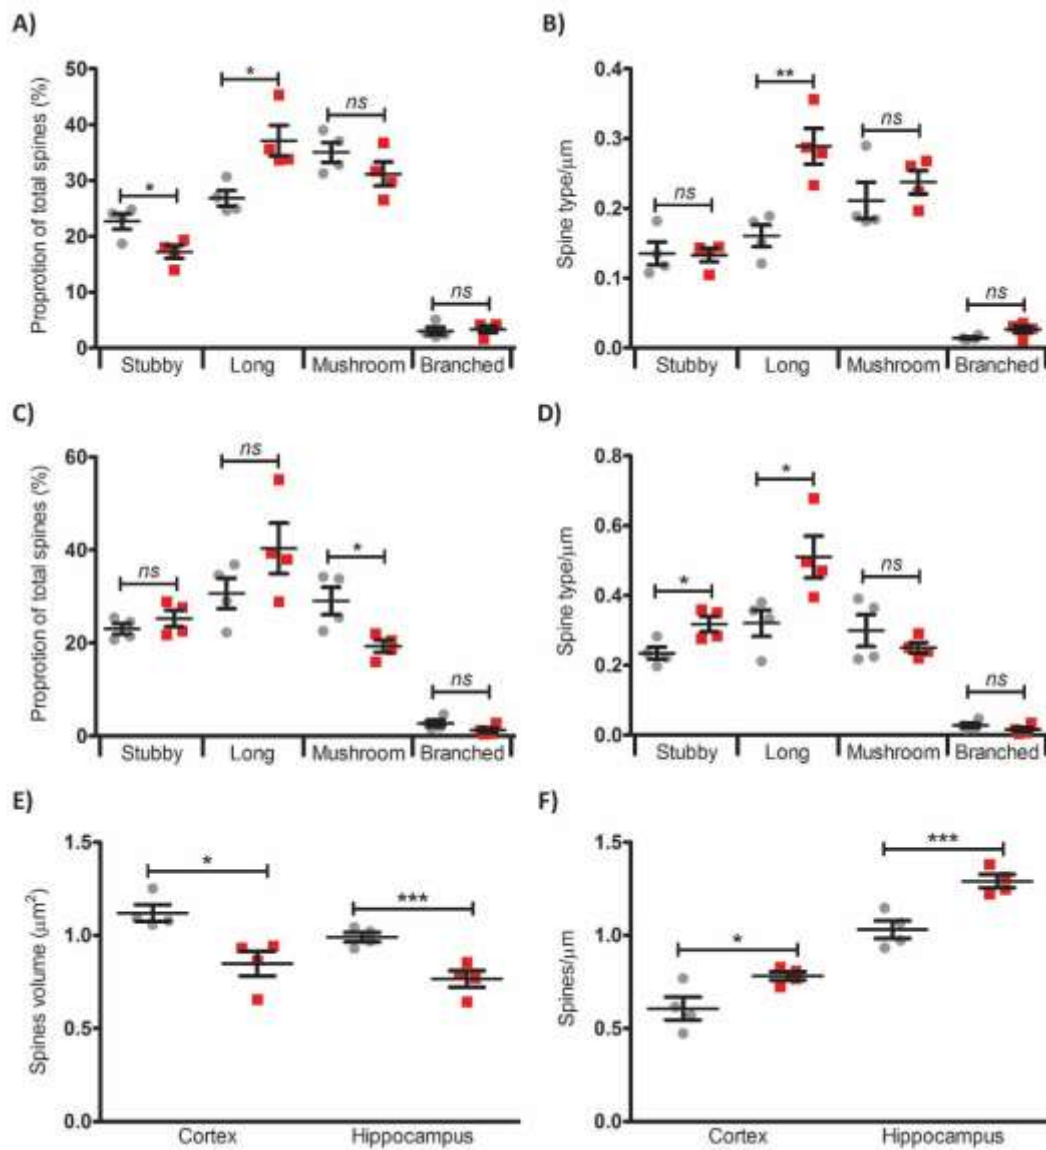 A)
Proprotion of total spines (%)
50
40
30
20
10
0
*
*
ns
ns
Stubby Long Mushroom Branched
B)
Spine type/μm
0.4
0.3
0.2
0.1
0.0
ns
**
ns
ns
Stubby Long Mushroom Branched
C)
Proprotion of total spines (%)
60
40
20
0
ns
ns
*
ns
Stubby Long Mushroom Branched
D)
Spine type/μm
0.8
0.6
0.4
0.2
0.0
*
*
ns
ns
Stubby Long Mushroom Branched
E)
Spines volume (μm²)
1.5
1.0
0.5
0.0
*
***
Cortex Hippocampus
F)
Spines/μm
1.5
1.0
0.5
0.0
*
***
Cortex Hippocampus